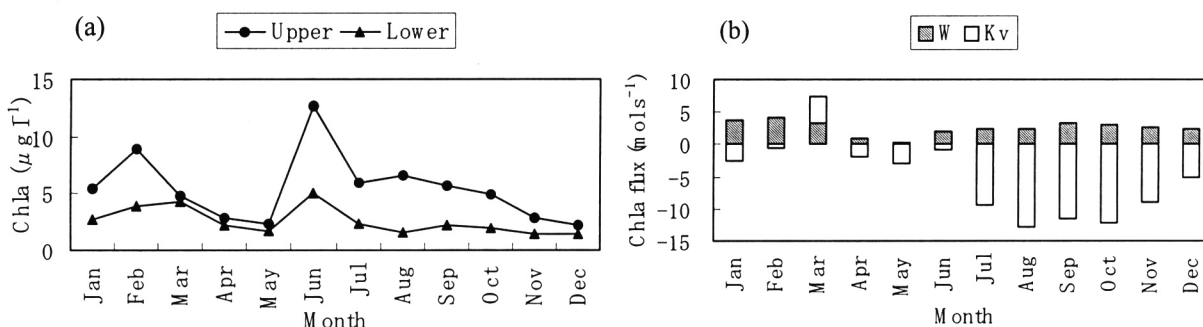 (a)
Upper Lower
15
10
5
0
Chla (μg l⁻¹)
Jan Feb Mar Apr May Jun Jul Aug Sep Oct Nov Dec
Month
(b)
W Kv
10
5
0
-5
-10
-15
Chla flux (mols⁻¹)
Jan Feb Mar Apr May Jun Jul Aug Sep Oct Nov Dec
Month